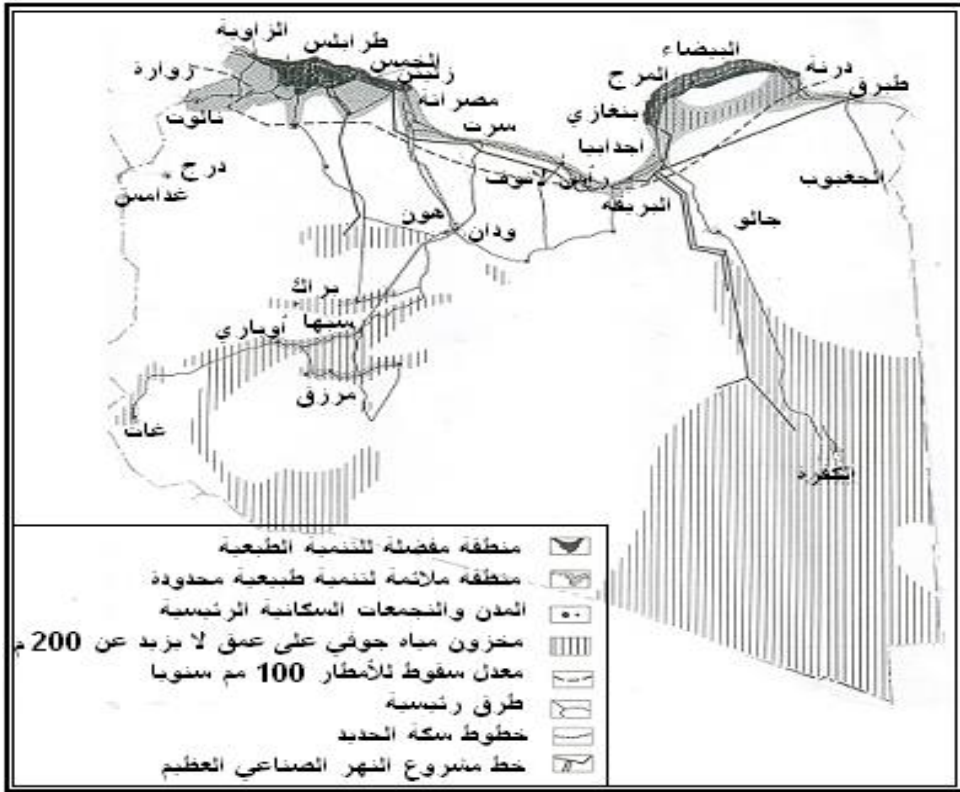 الزاوية
طرابلس
الخمس
زليتن
زوارة
مصراتة
نالوت
سرت
البيضاء
درنة
المرج
طبرق
بنغازي
اجدابيا
راس لانوف
البريقة
الجغبوب
درج
غدامس
جالو
هون
ودان
براك
سبها
أوباري
مرزق
غات
الكفرة
منطقة مفضلة للتنمية الطبعية
منطقة ملائمة لتنمية طبيعية محدودة
المدن والتجمعات السكانية الرئيسية
مخزون مياه جوفي على عمق لا يزيد عن 200 م
معدل سقوط للأمطار 100 مم سنويا
طرق رئيسية
خطوط سكة الحديد
خط مشروع النهر الصناعي العظيم